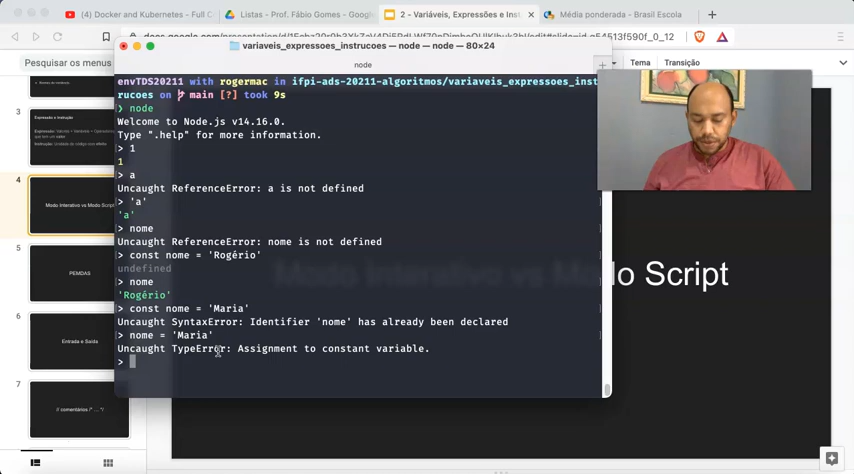 (4) Docker and Kubernetes - Full C
Listas - Prof. Fábio Gomes - Google
2 - Variáveis, Expressões e Inst
Média ponderada - Brasil Escola
variaveis_expressoes_instrucoes — node — node — 80×24
node
Pesquisar os menus
Tema
Transição
envTDS20211 with rogermac in ifpi-ads-20211-algoritmos/variaveis_expressoes_inst
rucoes on main [?] took 9s
❯ node
Welcome to Node.js v14.16.0.
Type ".help" for more information.
> 1
1
> a
Uncaught ReferenceError: a is not defined
> 'a'
'a'
> nome
Uncaught ReferenceError: nome is not defined
> const nome = 'Rogério'
undefined
> nome
'Rogério'
> const nome = 'Maria'
Uncaught SyntaxError: Identifier 'nome' has already been declared
> nome = 'Maria'
Uncaught TypeError: Assignment to constant variable.
>
Modo Interativo vs Modo Script
3
Expressão e Instrução
4
Modo Interativo vs Modo Script
5
PEMDAS
6
Entrada e Saída
7
// comentários /* ... */